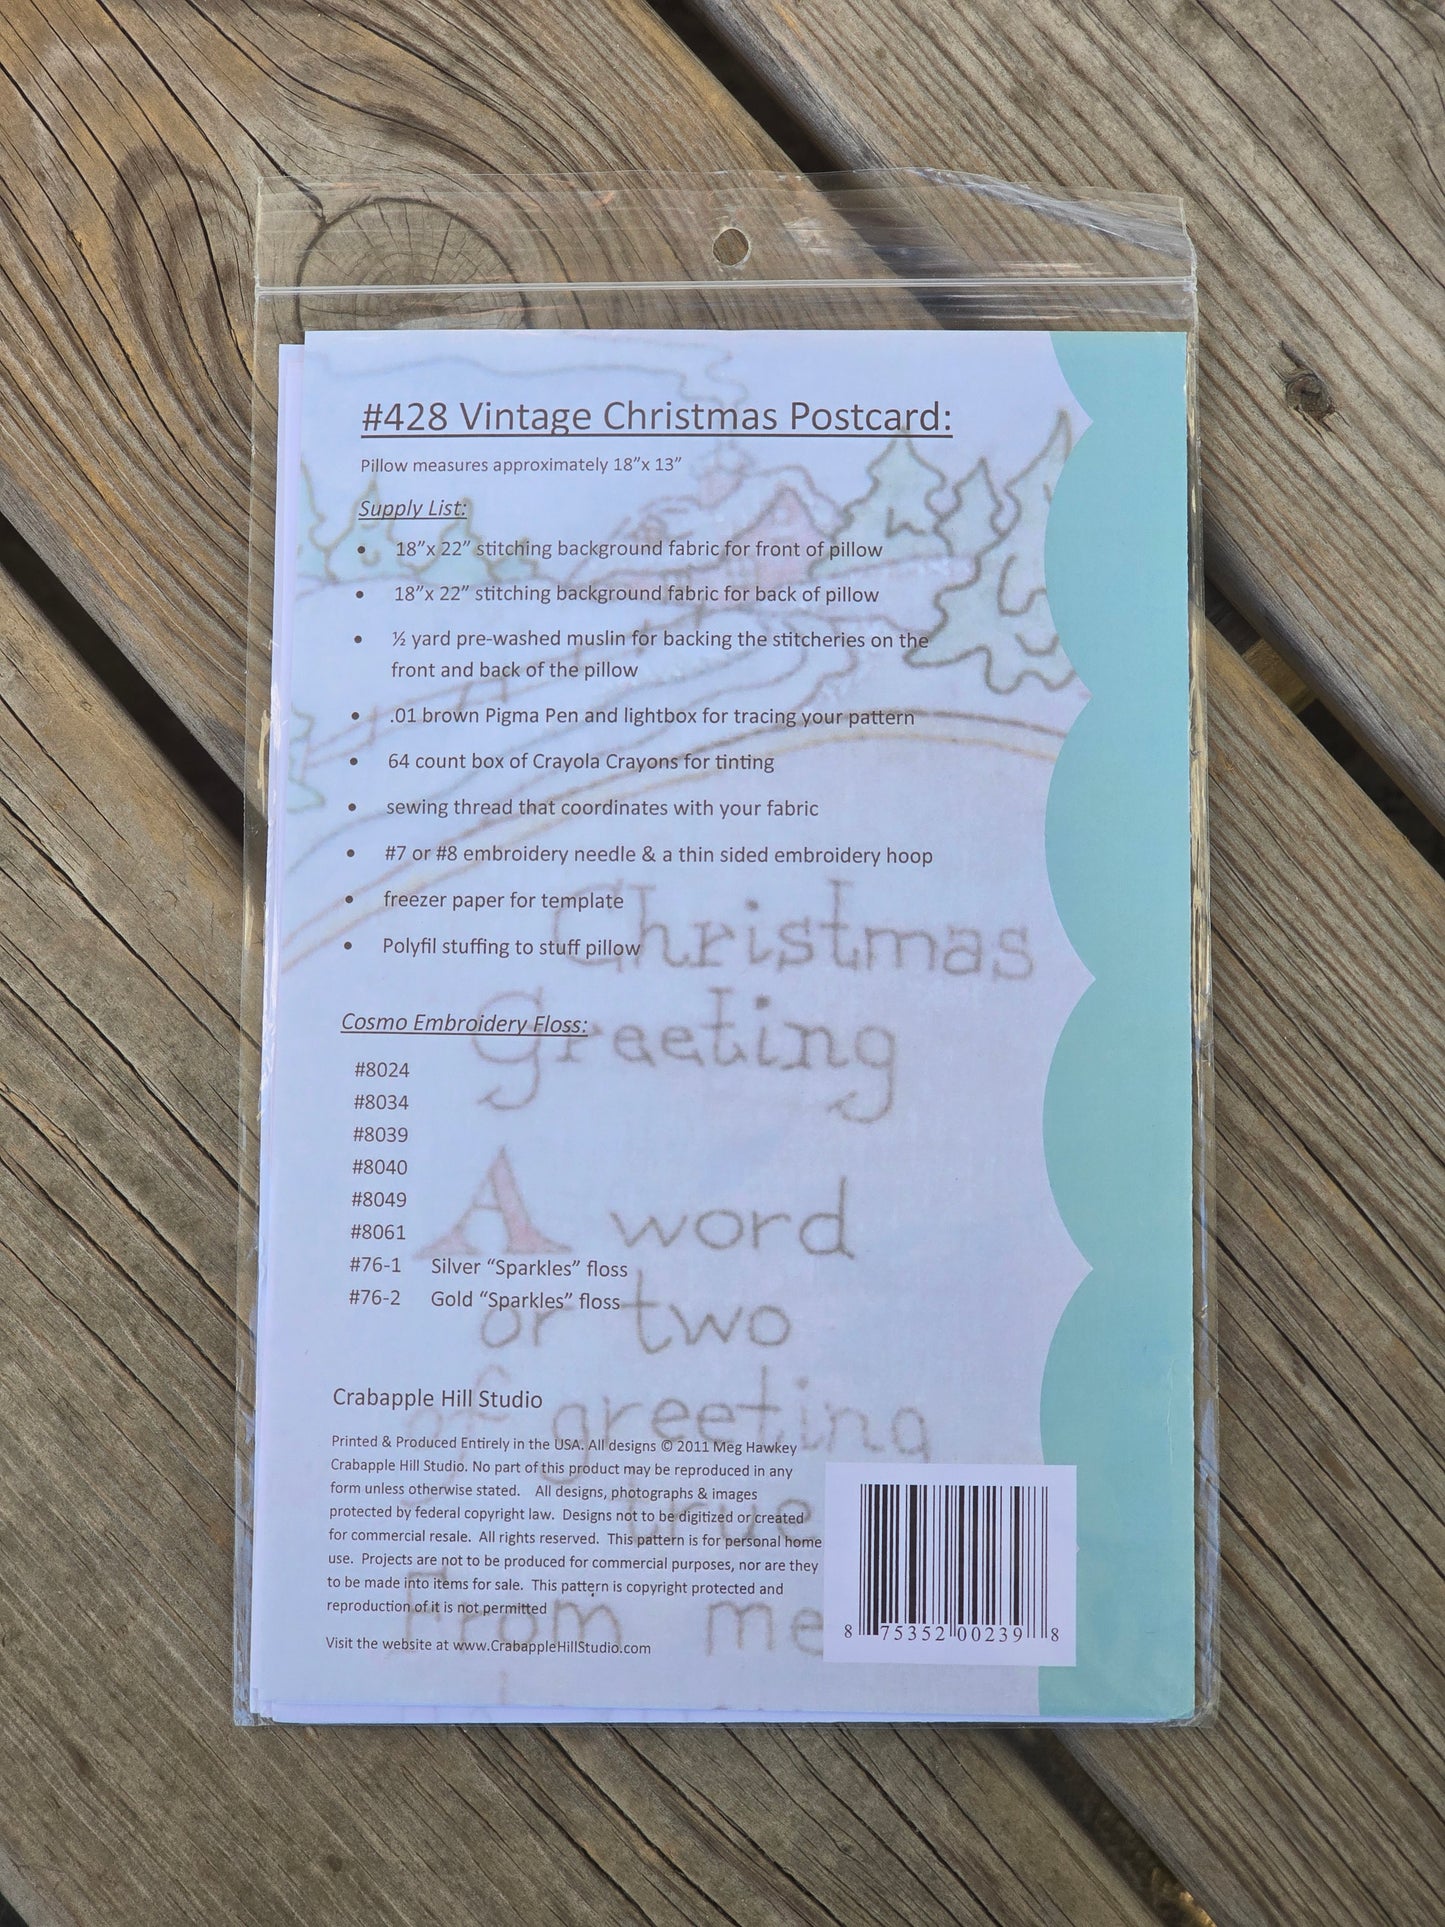 #428 Vintage Christmas Postcard:
Pillow measures approximately 18”x 13”
Supply List:
• 18”x 22” stitching background fabric for front of pillow
• 18”x 22” stitching background fabric for back of pillow
• ½ yard pre-washed muslin for backing the stitcheries on the
front and back of the pillow
• .01 brown Pigma Pen and lightbox for tracing your pattern
• 64 count box of Crayola Crayons for tinting
• sewing thread that coordinates with your fabric
• #7 or #8 embroidery needle & a thin sided embroidery hoop
• freezer paper for template
• Polyfil stuffing to stuff pillow
Christmas
Greeting
Cosmo Embroidery Floss:
#8024
#8034
#8039
#8040
#8049
#8061
#76-1 Silver “Sparkles” floss
#76-2 Gold “Sparkles” floss
A word
or two
of greeting
true
From me
Crabapple Hill Studio
Printed & Produced Entirely in the USA. All designs © 2011 Meg Hawkey
Crabapple Hill Studio. No part of this product may be reproduced in any
form unless otherwise stated. All designs, photographs & images
protected by federal copyright law. Designs not to be digitized or created
for commercial resale. All rights reserved. This pattern is for personal home
use. Projects are not to be produced for commercial purposes, nor are they
to be made into items for sale. This pattern is copyright protected and
reproduction of it is not permitted
Visit the website at www.CrabappleHillStudio.com
8 75352 00239 8